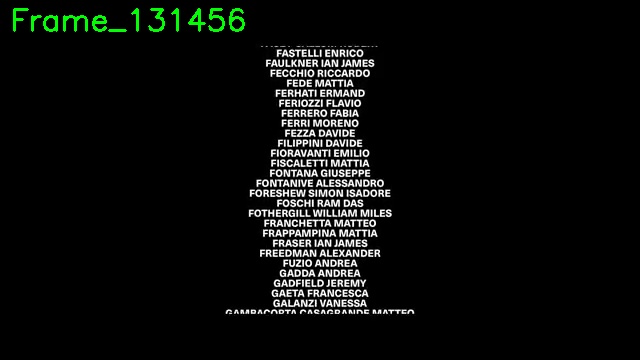 Frame_131456
FASTELLI ENRICO
FAULKNER IAN JAMES
FECCHIO RICCARDO
FEDE MATTIA
FERHATI ERMAND
FERIOZZI FLAVIO
FERRERO FABIA
FERRI MORENO
FEZZA DAVIDE
FILIPPINI DAVIDE
FIORAVANTI EMILIO
FISCALETTI MATTIA
FONTANA GIUSEPPE
FONTANIVE ALESSANDRO
FORESHEW SIMON ISADORE
FOSCHI RAM DAS
FOTHERGILL WILLIAM MILES
FRANCHETTA MATTEO
FRAPPAMPINA MATTIA
FRASER IAN JAMES
FREEDMAN ALEXANDER
FUZIO ANDREA
GADDA ANDREA
GADFIELD JEREMY
GAETA FRANCESCA
GALANZI VANESSA
GAMBACORTA CASAGRANDE MATTEO